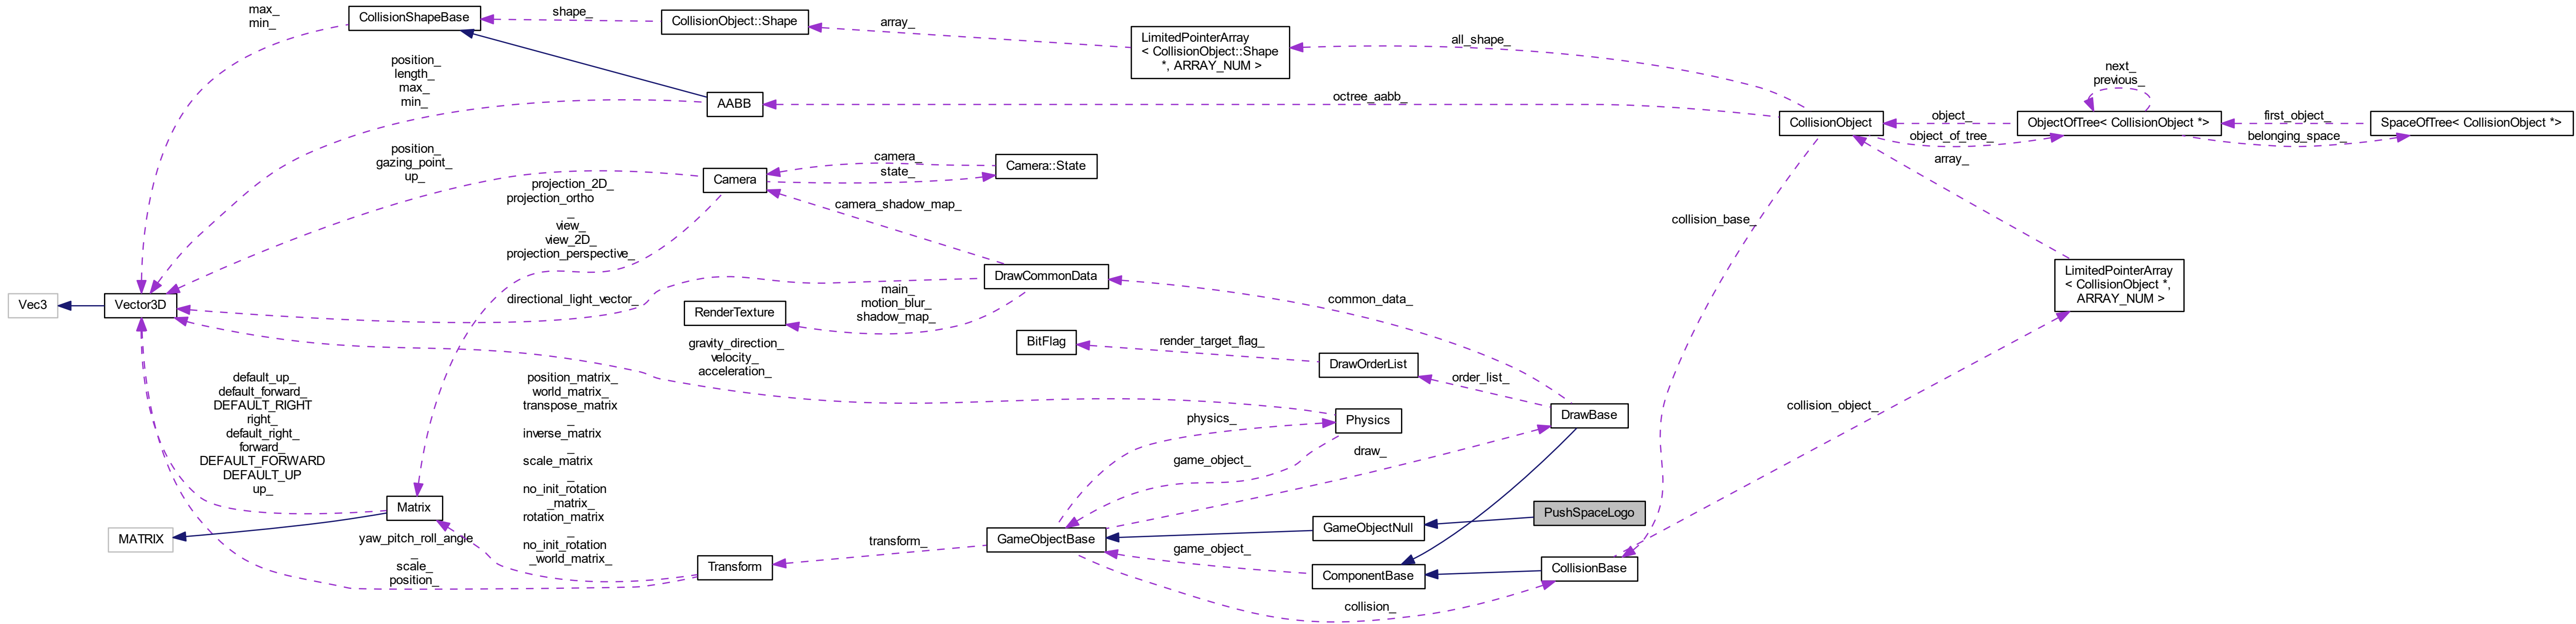 max_
min_
CollisionShapeBase
shape_
CollisionObject::Shape
array_
LimitedPointerArray
< CollisionObject::Shape
*, ARRAY_NUM >
all_shape_
position_
length_
max_
min_
AABB
octree_aabb_
CollisionObject
object_
object_of_tree_
next_
previous_
ObjectOfTree< CollisionObject *>
first_object_
belonging_space_
SpaceOfTree< CollisionObject *>
array_
position_
gazing_point_
up_
Camera
camera_
state_
Camera::State
projection_2D_
projection_ortho
_
view_
view_2D_
projection_perspective_
camera_shadow_map_
collision_base_
Vec3
Vector3D
directional_light_vector_
DrawCommonData
RenderTexture
main_
motion_blur_
shadow_map_
common_data_
LimitedPointerArray
< CollisionObject *,
ARRAY_NUM >
BitFlag
render_target_flag_
DrawOrderList
order_list_
gravity_direction_
velocity_
acceleration_
default_up_
default_forward_
DEFAULT_RIGHT
right_
default_right_
forward_
DEFAULT_FORWARD
DEFAULT_UP
up_
position_matrix_
world_matrix_
transpose_matrix
_
inverse_matrix
_
scale_matrix
_
no_init_rotation
_matrix_
rotation_matrix
_
no_init_rotation
_world_matrix_
physics_
Physics
game_object_
draw_
DrawBase
collision_object_
Matrix
MATRIX
yaw_pitch_roll_angle
_
scale_
position_
Transform
transform_
GameObjectBase
GameObjectNull
PushSpaceLogo
game_object_
ComponentBase
CollisionBase
collision_